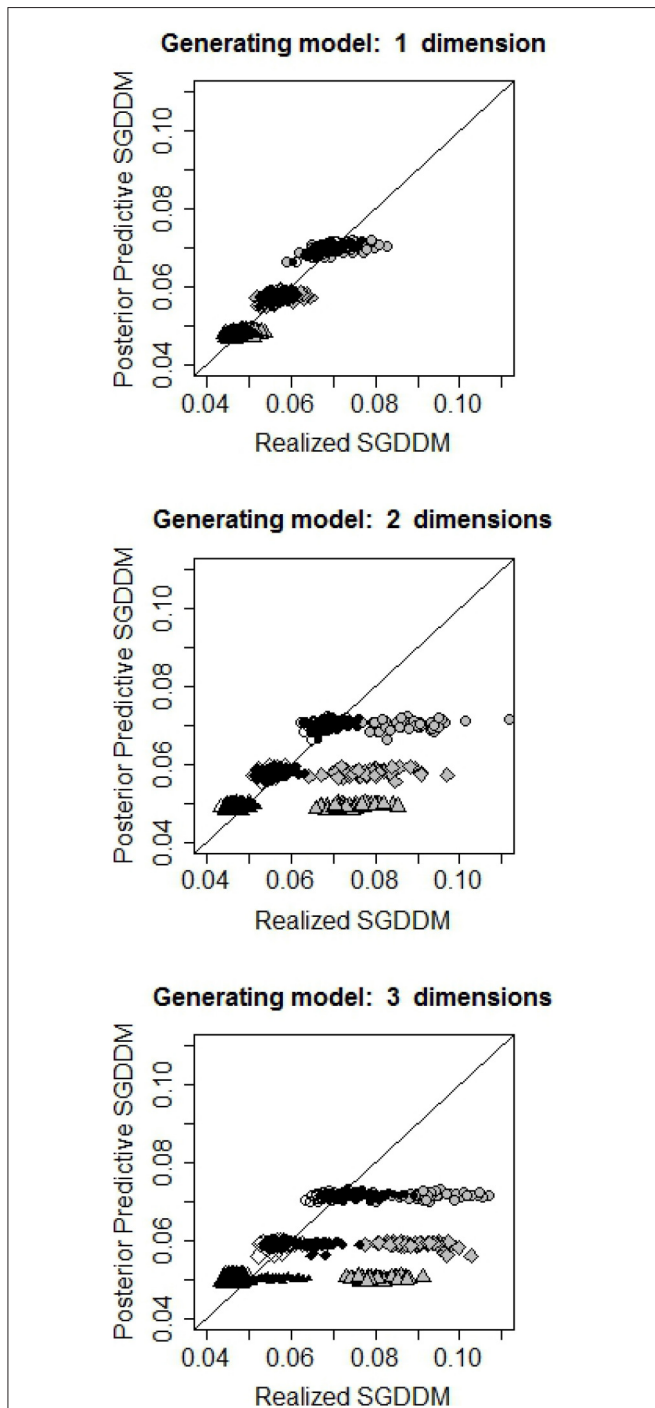 Generating model: 1 dimension
Posterior Predictive SGDDM
0.04 0.06 0.08 0.10
0.04 0.06 0.08 0.10
Realized SGDDM
Generating model: 2 dimensions
Posterior Predictive SGDDM
0.04 0.06 0.08 0.10
0.04 0.06 0.08 0.10
Realized SGDDM
Generating model: 3 dimensions
Posterior Predictive SGDDM
0.04 0.06 0.08 0.10
0.04 0.06 0.08 0.10
Realized SGDDM